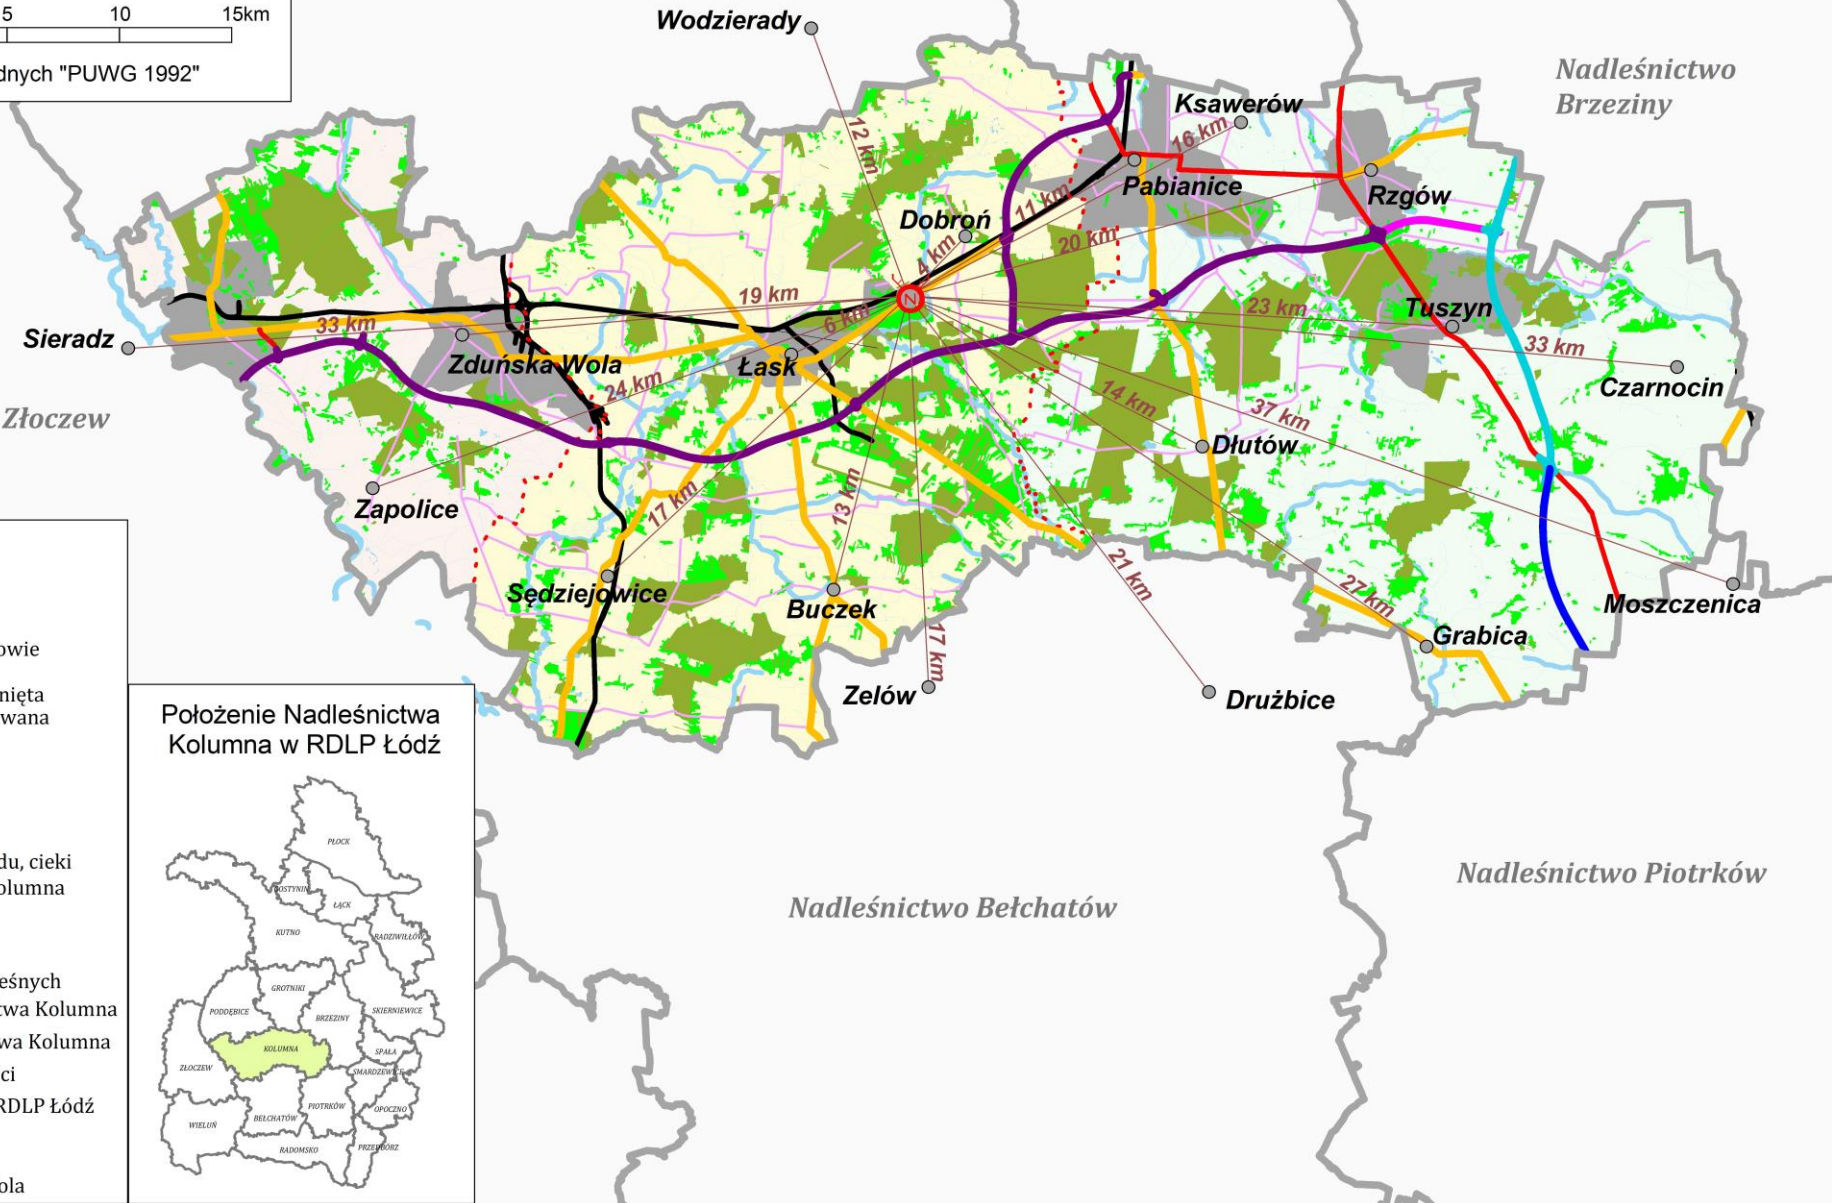 5 10 15km
dnych "PUWG 1992"
Wodzierady
Nadleśnictwo
Brzeziny
Ksawerów
12 km
16 km
Pabianice
Rzgów
11 km
Dobroń
20 km
4 km
19 km
23 km
Tuszyn
33 km
6 km
Sieradz
Zduńska Wola
Łask
33 km
24 km
Czarnocin
14 km
37 km
Złoczew
Dłutów
Zapolice
17 km
13 km
21 km
27 km
Sędziejowice
Buczek
Moszczenica
17 km
Grabica
Zelów
Drużbice
owie
nięta
wana
du, cieki
olumna
eśnych
twa Kolumna
wa Kolumna
ci
RDLP Łódź
ola
Położenie Nadleśnictwa
Kolumna w RDLP Łódź
PŁOCK
GOSTYNIN
ŁĄCK
KUTNO
RADZIWIŁŁÓW
GROTNIKI
PODDĘBICE
BRZEZINY
SKIERNIEWICE
KOLUMNA
SPAŁA
ZŁOCZEW
SMARDZEWICE
PIOTRKÓW
OPOCZNO
BEŁCHATÓW
WIELUŃ
RADOMSKO
PRZEDBÓRZ
Nadleśnictwo Bełchatów
Nadleśnictwo Piotrków